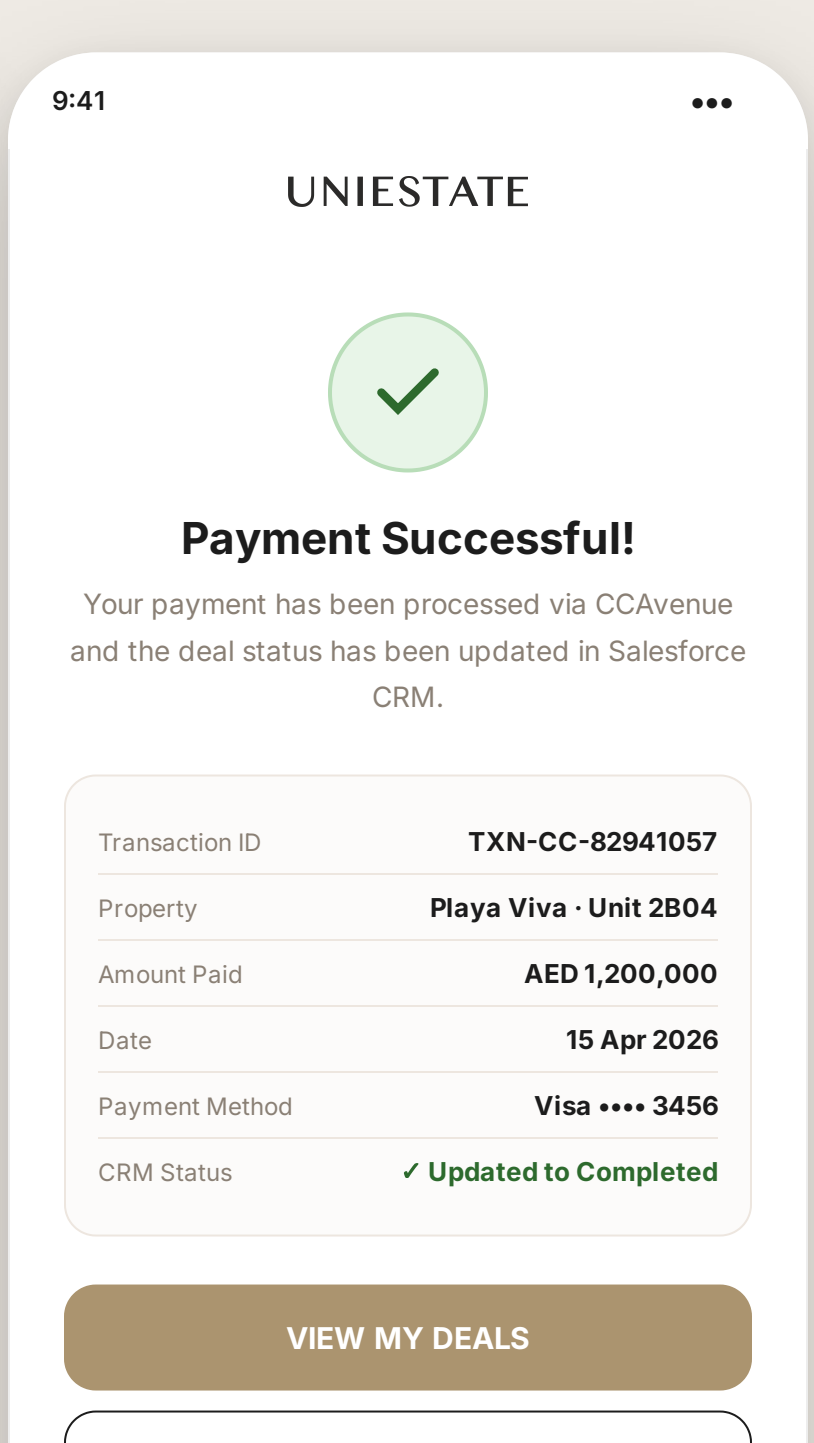 9:41
UNIESTATE
Payment Successful!
Your payment has been processed via CCAvenue
and the deal status has been updated in Salesforce
CRM.
Transaction ID TXN-CC-82941057
Property Playa Viva · Unit 2B04
Amount Paid AED 1,200,000
Date 15 Apr 2026
Payment Method Visa •••• 3456
CRM Status ✓ Updated to Completed
VIEW MY DEALS